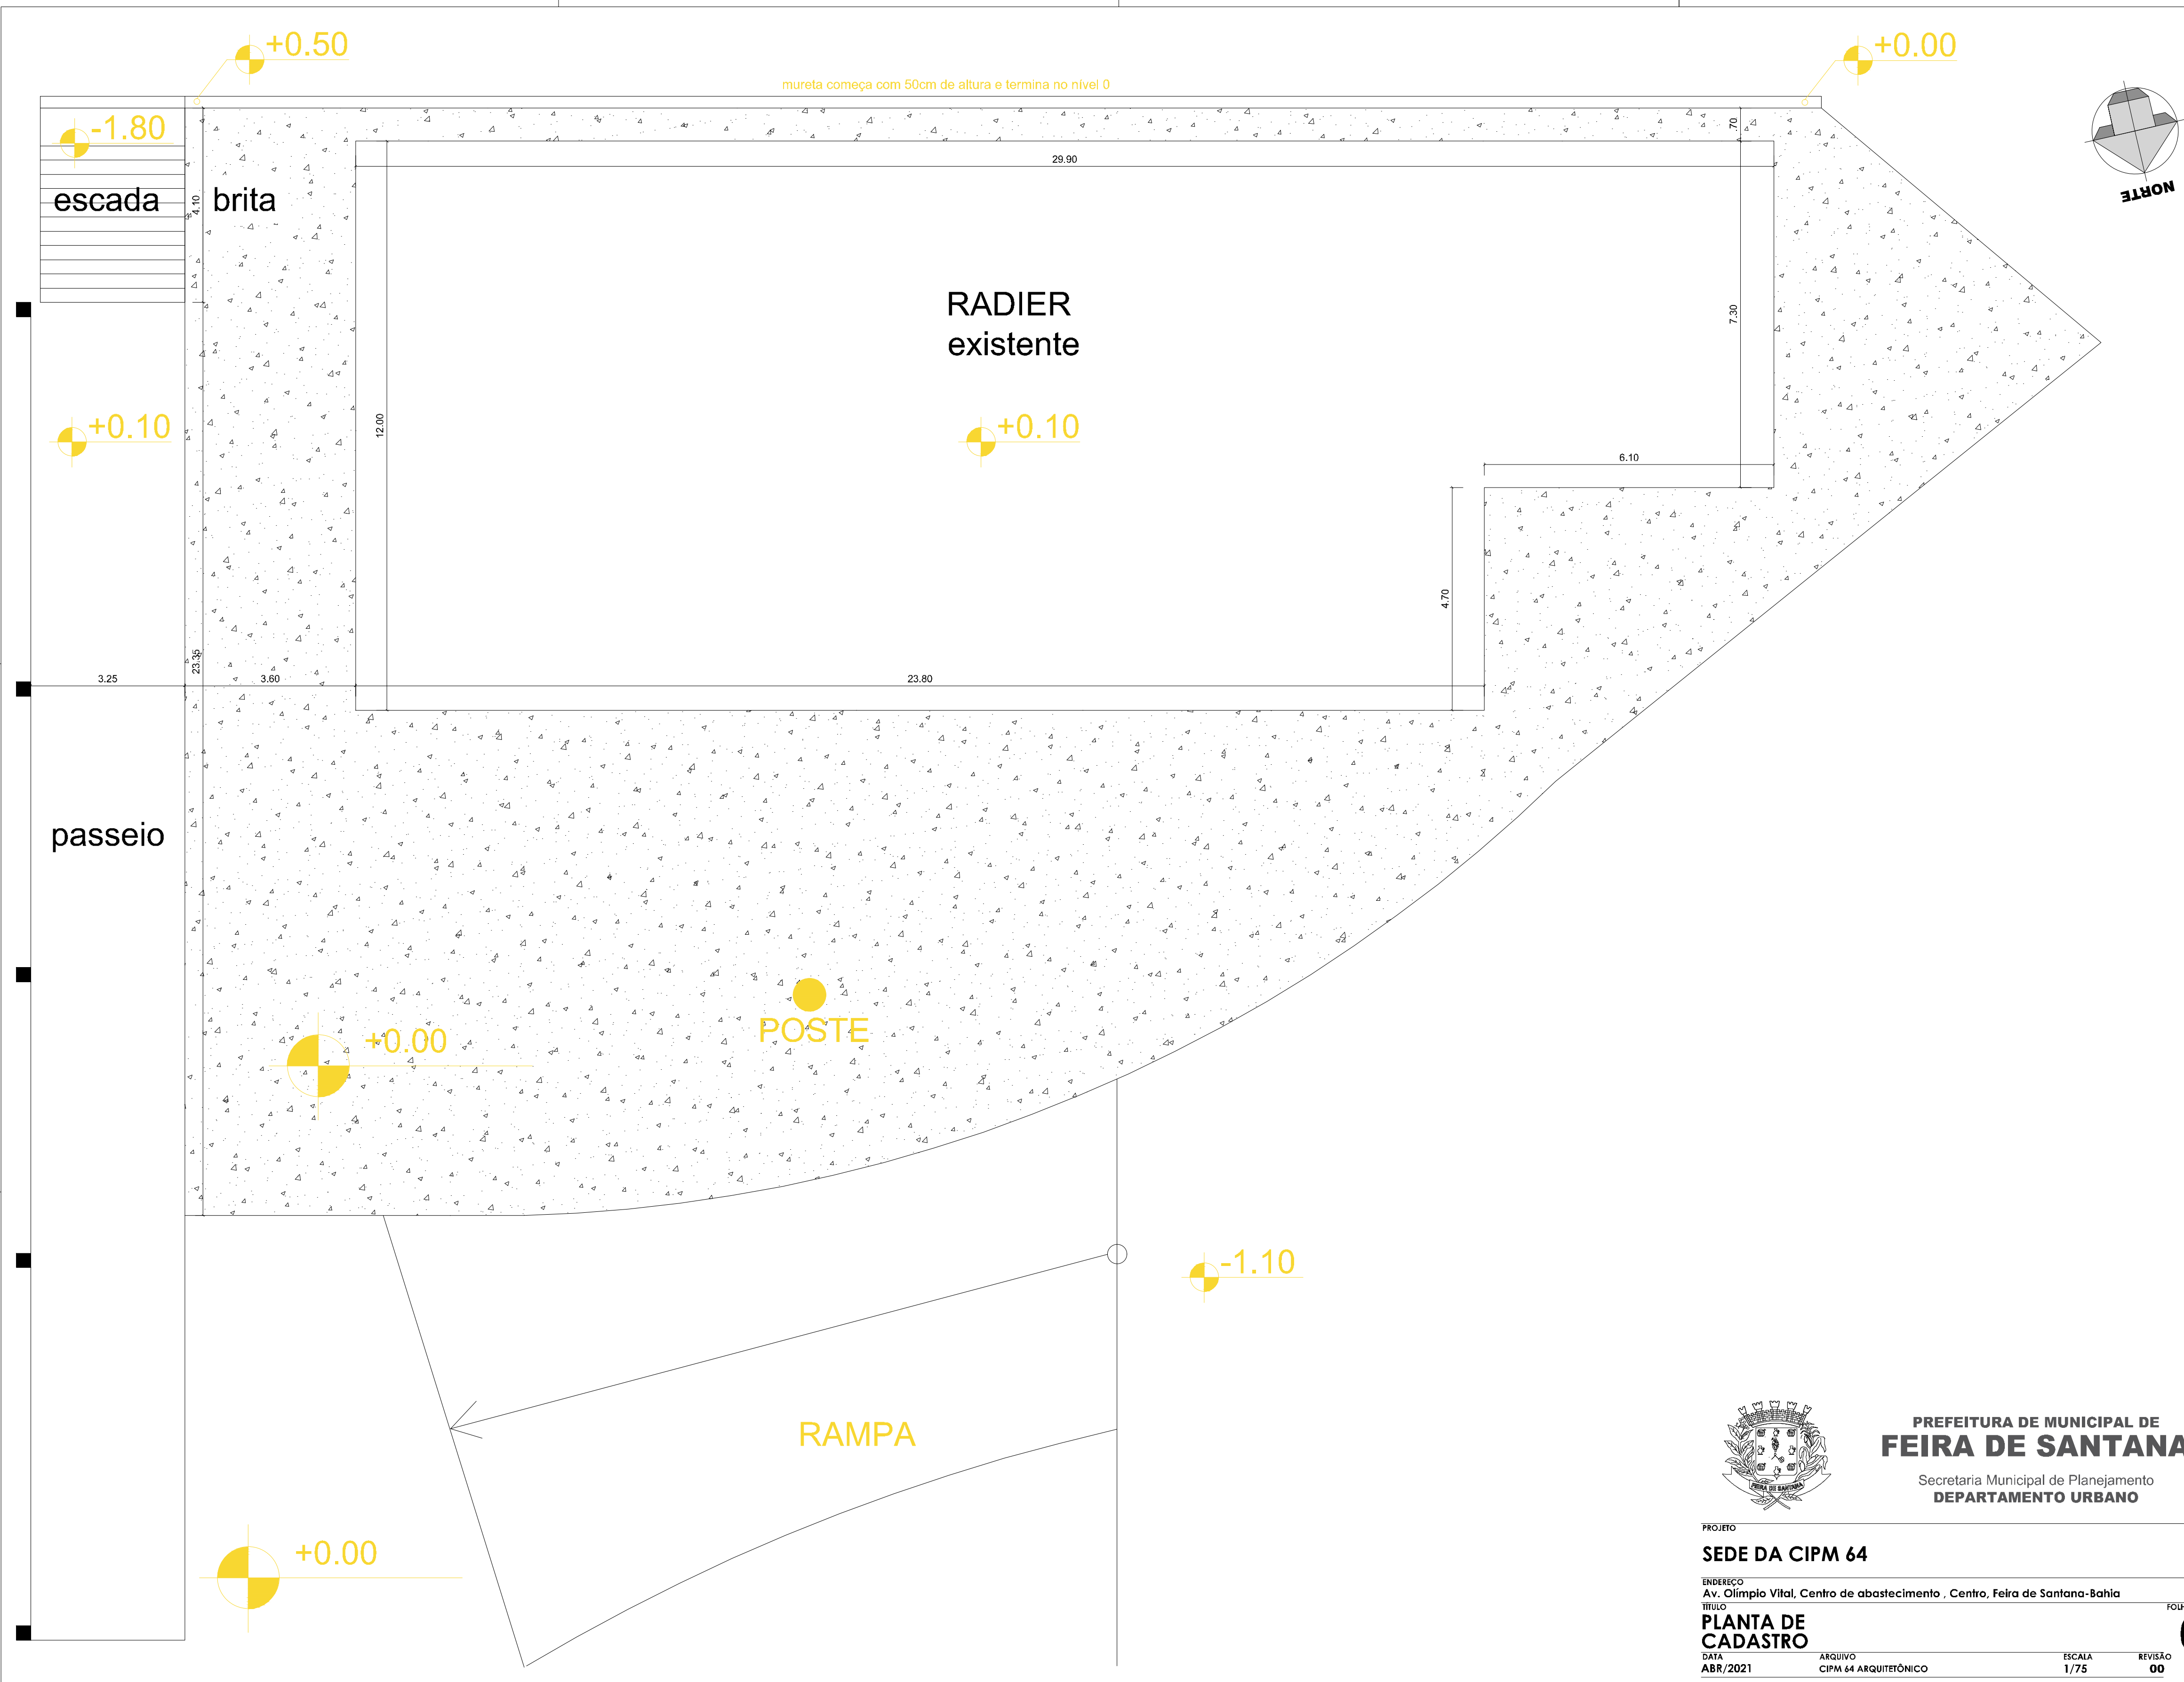 +0.50
+0.00
mureta começa com 50cm de altura e termina no nível 0
-1.80
.70
29.90
NORTE
escada
4.10
brita
RADIER
existente
7.30
+0.10
12.00
+0.10
6.10
4.70
23.35
3.25
3.60
23.80
passeio
POSTE
+0.00
-1.10
RAMPA
+0.00
FEIRA DE SANTANA
PREFEITURA DE MUNICIPAL DE
FEIRA DE SANTANA
Secretaria Municipal de Planejamento
DEPARTAMENTO URBANO
PROJETO
SEDE DA CIPM 64
ENDEREÇO
Av. Olímpio Vital, Centro de abastecimento , Centro, Feira de Santana-Bahia
TÍTULO
PLANTA DE
CADASTRO
DATA
ARQUIVO
ESCALA
REVISÃO
ABR/2021
CIPM 64 ARQUITETÔNICO
1/75
00